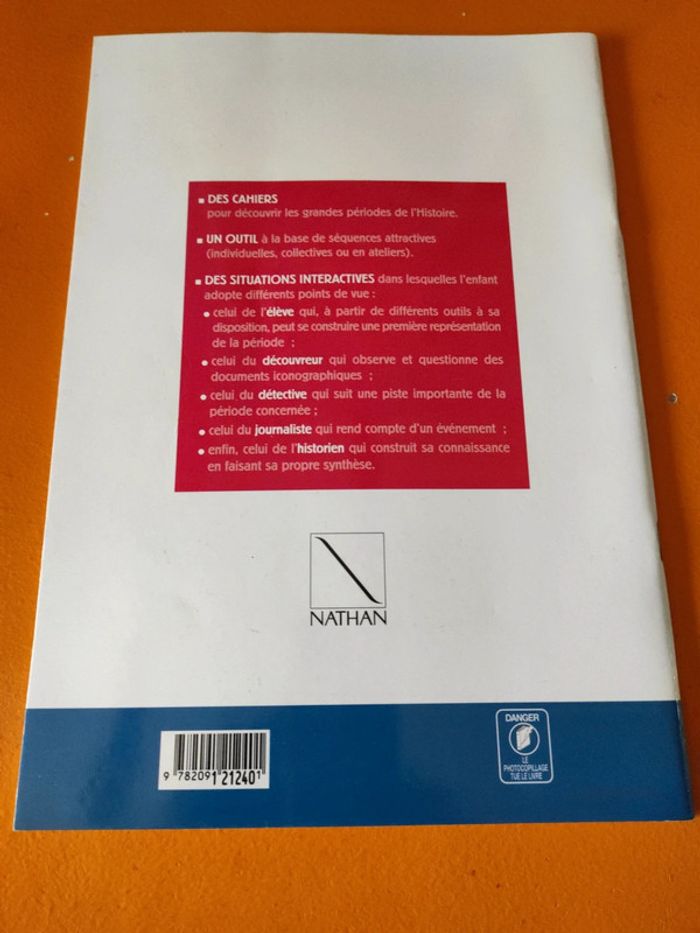 ▪ DES CAHIERS
pour découvrir les grandes périodes de l'Histoire.
▪ UN OUTIL à la base de séquences attractives
(individuelles, collectives ou en ateliers).
▪ DES SITUATIONS INTERACTIVES dans lesquelles l'enfant
adopte différents points de vue :
• celui de l'élève qui, à partir de différents outils à sa
disposition, peut se construire une première représentation
de la période ;
• celui du découvreur qui observe et questionne des
documents iconographiques ;
• celui du détective qui suit une piste importante de la
période concernée ;
• celui du journaliste qui rend compte d'un événement ;
• enfin, celui de l'historien qui construit sa connaissance
en faisant sa propre synthèse.
NATHAN
DANGER
LE
PHOTOCOPILLAGE
TUE LE LIVRE
9 782091 212401